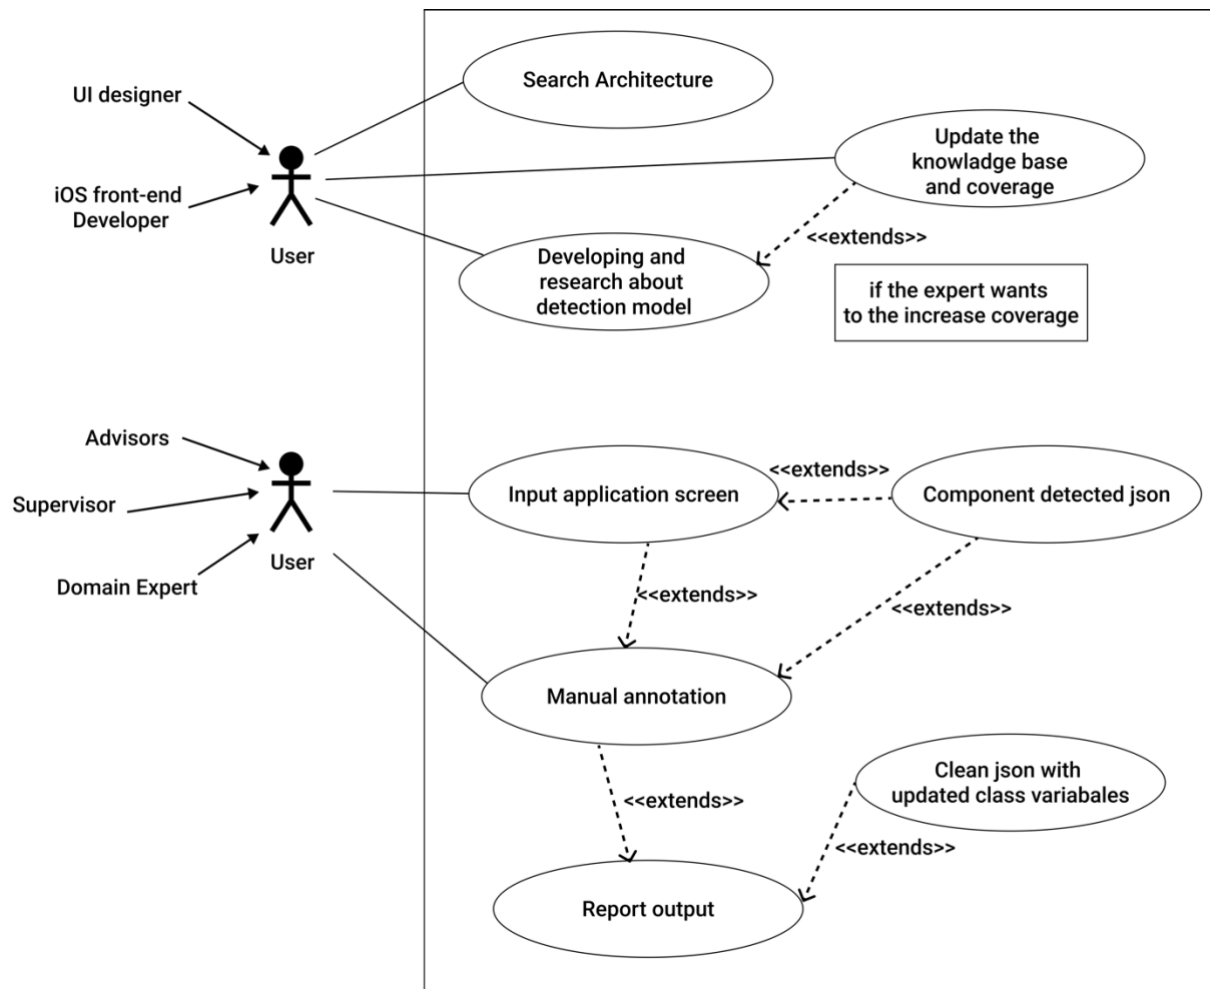 Search Architecture
UI designer
Update the
knowladge base
and coverage
iOS front-end
Developer
User
<<extends>>
Developing and
research about
detection model
if the expert wants
to the increase coverage
Advisors
Supervisor
Domain Expert
User
Input application screen
<<extends>>
Component detected json
<<extends>>
<<extends>>
Manual annotation
Clean json with
updated class variabales
<<extends>>
<<extends>>
Report output